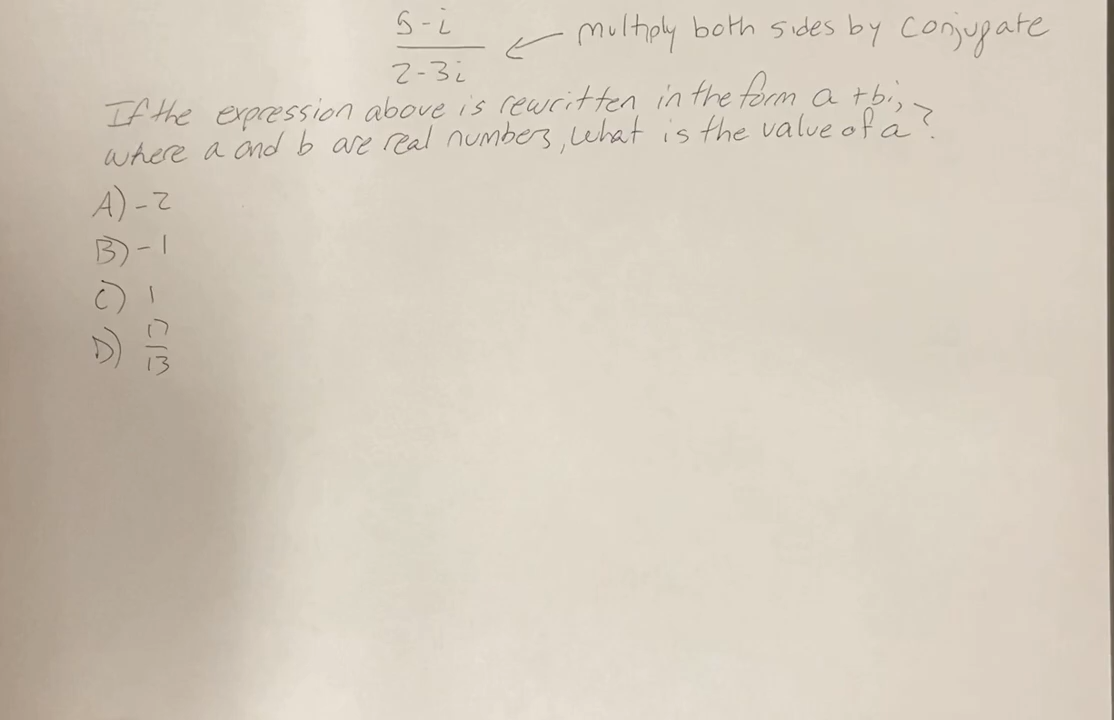 5-i
2-3i
multiply both sides by conjugate
If the expression above is rewritten in the form a+bi,
where a and b are real numbers, what is the value of a?
A) -2
B) -1
C) 1
D) 17
13